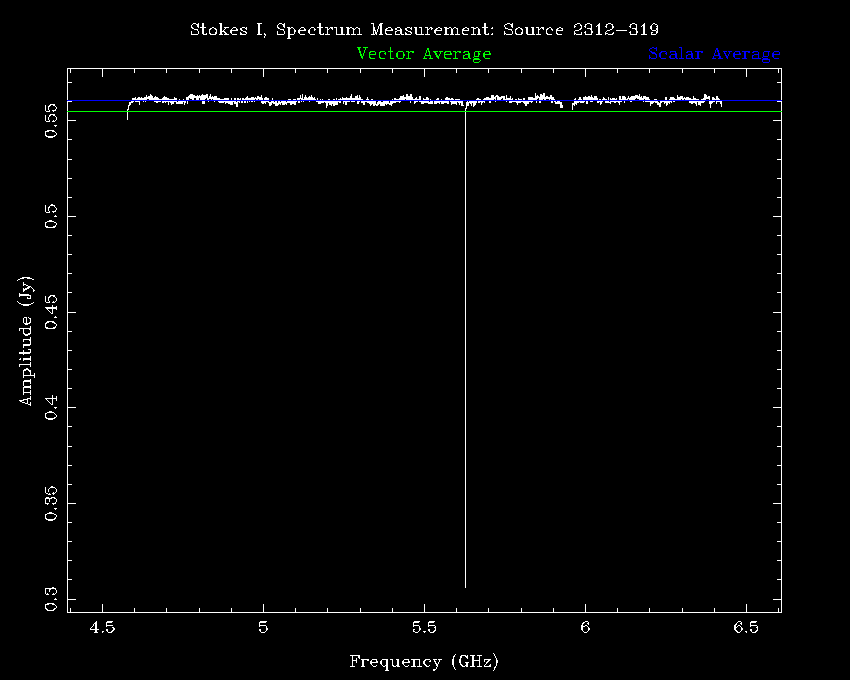 Stokes I, Spectrum Measurement: Source 2312-319
Vector Average Scalar Average
0.55
0.5
0.45
0.4
0.35
0.3
Amplitude (Jy)
4.5 5 5.5 6 6.5
Frequency (GHz)